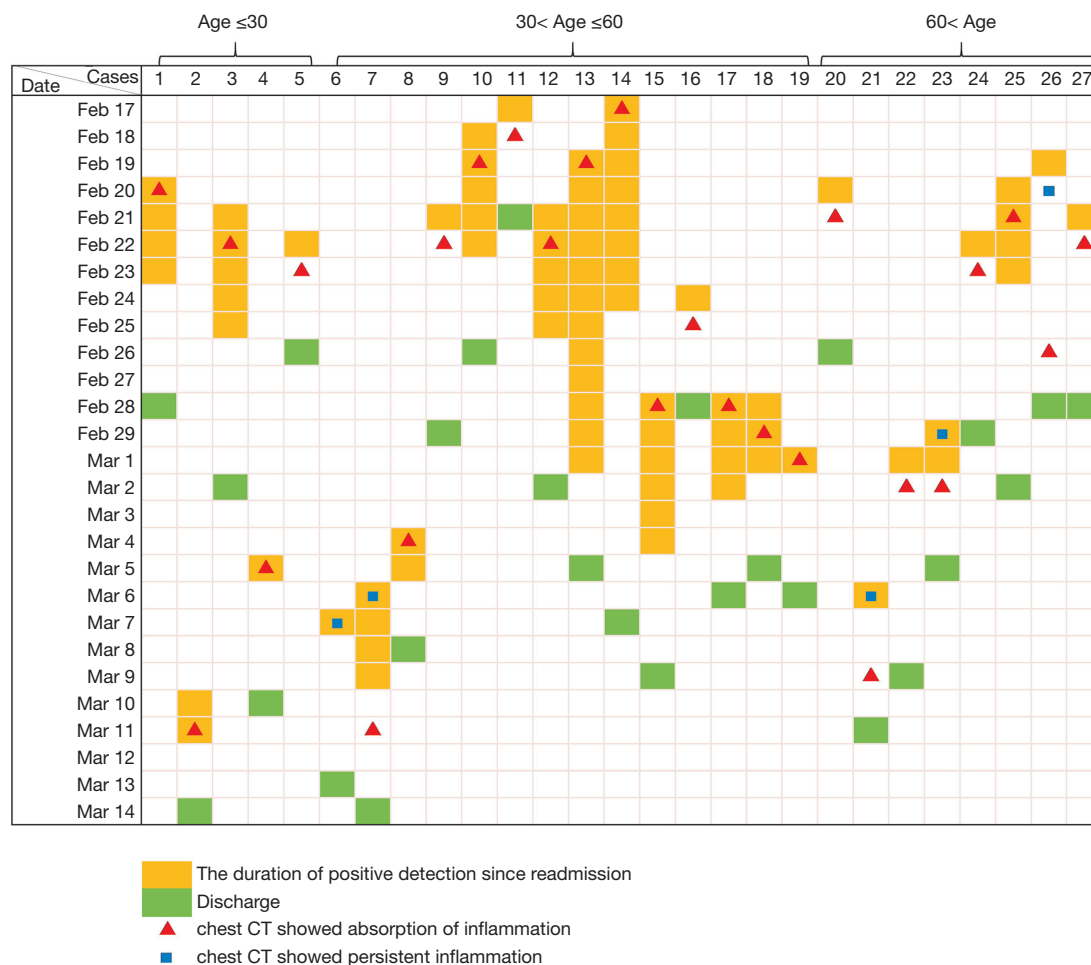 Age ≤30 30< Age ≤60 60< Age
Cases 1 2 3 4 5 6 7 8 9 10 11 12 13 14 15 16 17 18 19 20 21 22 23 24 25 26 27
Date
Feb 17
Feb 18
Feb 19
Feb 20
Feb 21
Feb 22
Feb 23
Feb 24
Feb 25
Feb 26
Feb 27
Feb 28
Feb 29
Mar 1
Mar 2
Mar 3
Mar 4
Mar 5
Mar 6
Mar 7
Mar 8
Mar 9
Mar 10
Mar 11
Mar 12
Mar 13
Mar 14
The duration of positive detection since readmission
Discharge
chest CT showed absorption of inflammation
chest CT showed persistent inflammation